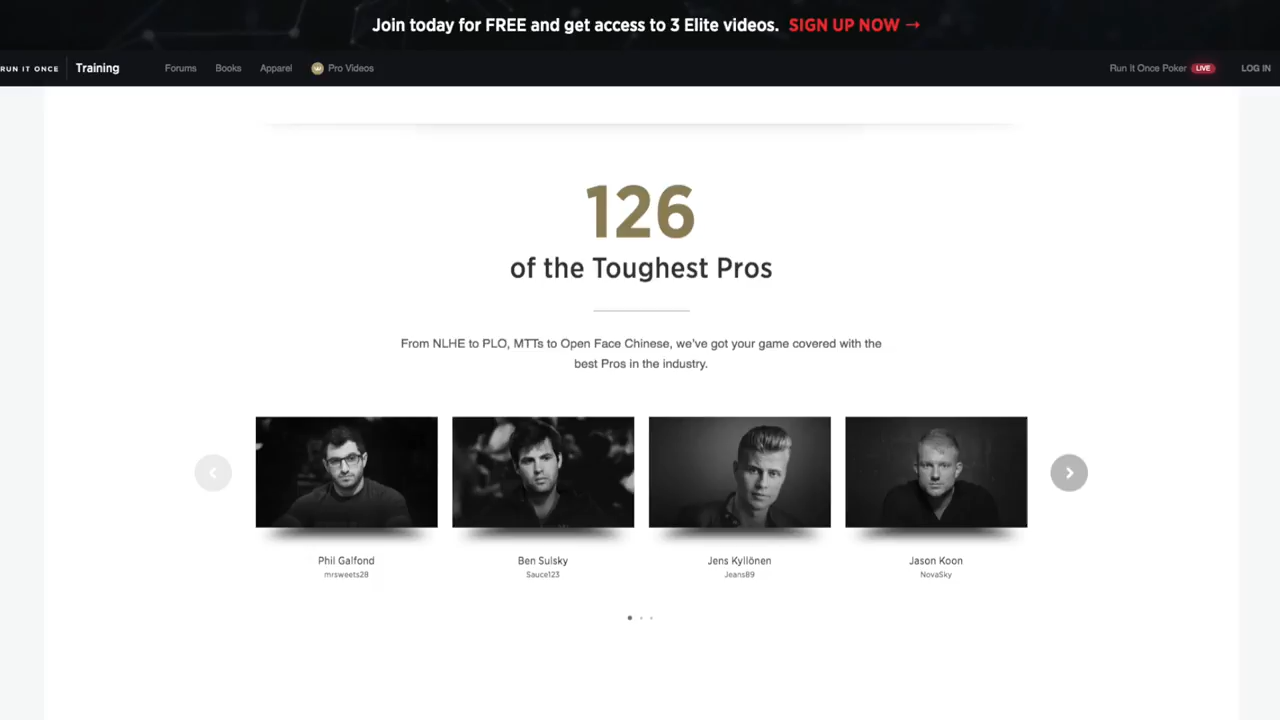 Join today for FREE and get access to 3 Elite videos. SIGN UP NOW →
RUN IT ONCE Training Forums Books Apparel Pro Videos Run It Once Poker LIVE LOG IN
126
of the Toughest Pros
From NLHE to PLO, MTTs to Open Face Chinese, we've got your game covered with the
best Pros in the industry.
Phil Galfond Ben Sulsky Jens Kyllönen Jason Koon
mrsweets28 Sauce123 Jeans89 NovaSky